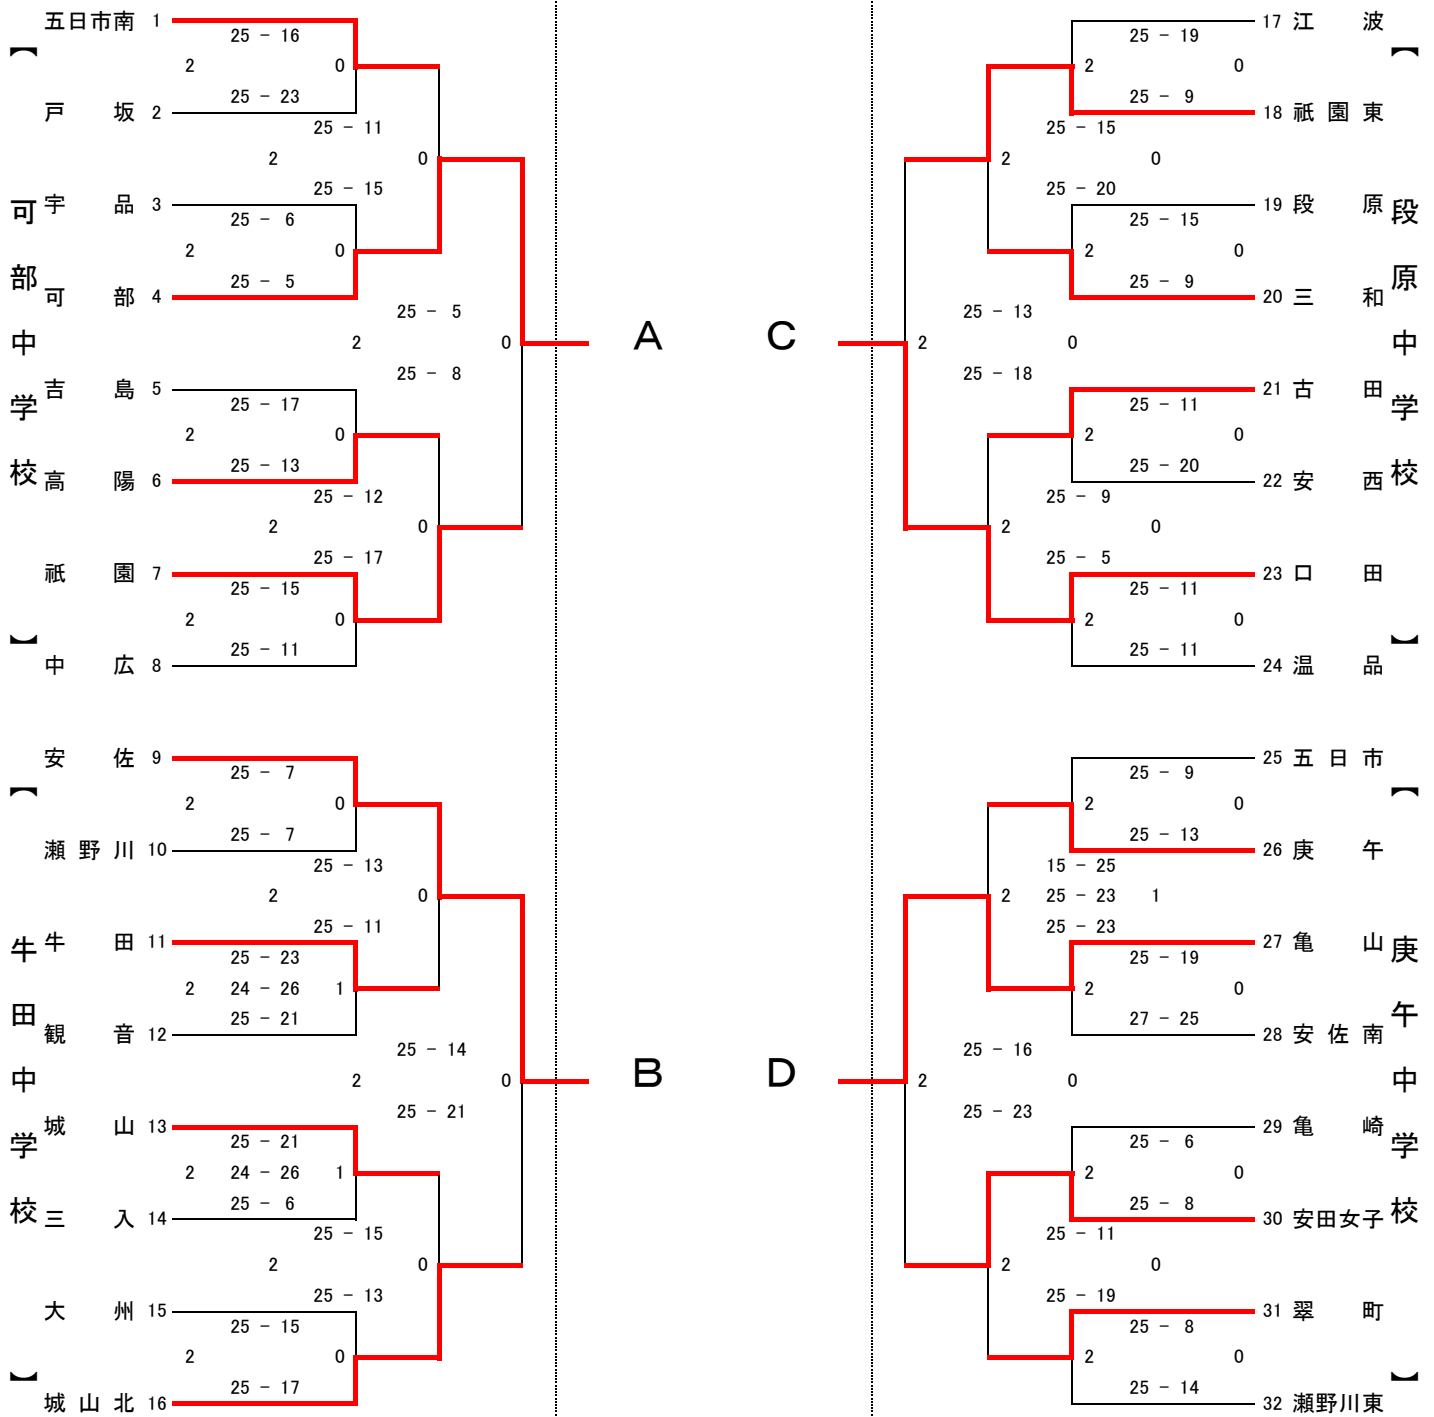 五日市南 1
25 - 16
2 0
25 - 23
戸坂 2
25 - 11
2 0
25 - 15
宇品 3
25 - 6
2 0
25 - 5
可部 4
25 - 5
2 0
25 - 8
A
吉島 5
25 - 17
2 0
25 - 13
高陽 6
25 - 12
2 0
25 - 17
祇園 7
25 - 15
2 0
25 - 11
中広 8
【可部中学校】
安佐 9
25 - 7
2 0
25 - 7
瀬野川 10
25 - 13
2 0
25 - 11
牛田 11
25 - 23
2 24 - 26 1
25 - 21
観音 12
25 - 14
2 0
25 - 21
B
城山 13
25 - 21
2 24 - 26 1
25 - 6
三入 14
25 - 15
2 0
25 - 13
大州 15
25 - 15
2 0
25 - 17
城山北 16
【牛田中学校】
17 江波
25 - 19
2 0
25 - 9
18 祇園東
25 - 15
2 0
25 - 20
19 段原
25 - 15
2 0
25 - 9
20 三和
25 - 13
C
2 0
25 - 18
21 古田
25 - 11
2 0
25 - 20
22 安西
25 - 9
2 0
25 - 5
23 口田
25 - 11
2 0
25 - 11
24 温品
【段原中学校】
25 五日市
25 - 9
2 0
25 - 13
26 庚午
15 - 25
2 25 - 23 1
25 - 23
27 亀山
25 - 19
2 0
27 - 25
28 安佐南
25 - 16
D
2 0
25 - 23
29 亀崎
25 - 6
2 0
25 - 8
30 安田女子
25 - 11
2 0
25 - 19
31 翠町
25 - 8
2 0
25 - 14
32 瀬野川東
【庚午中学校】